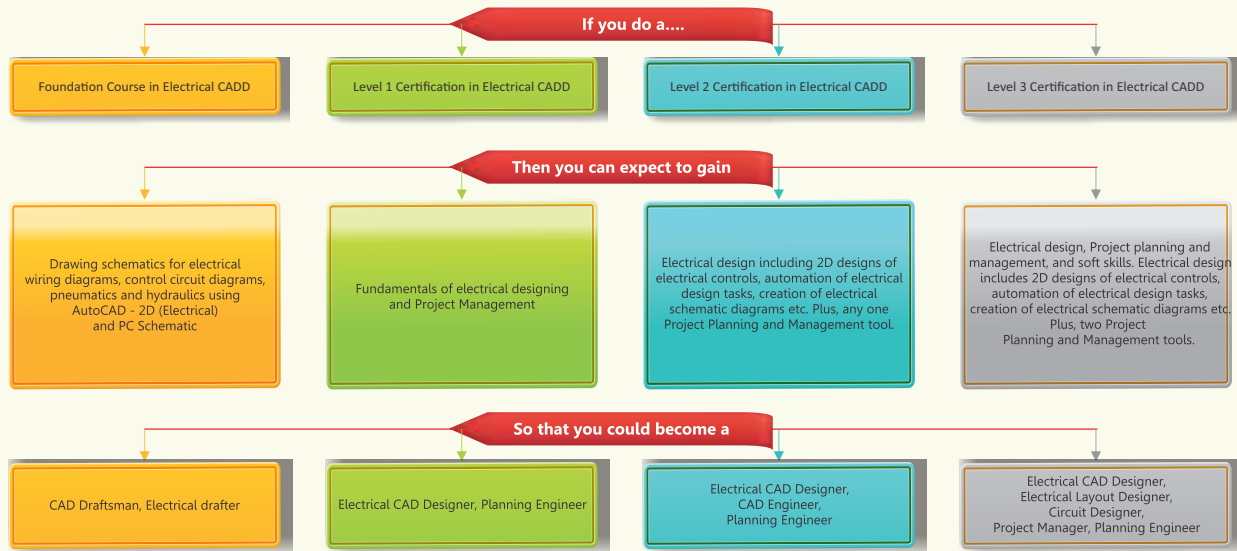 If you do a....
Foundation Course in Electrical CADD
Level 1 Certification in Electrical CADD
Level 2 Certification in Electrical CADD
Level 3 Certification in Electrical CADD
Then you can expect to gain
Drawing schematics for electrical
wiring diagrams, control circuit diagrams,
pneumatics and hydraulics using
AutoCAD - 2D (Electrical)
and PC Schematic
Fundamentals of electrical designing
and Project Management
Electrical design including 2D designs of
electrical controls, automation of electrical
design tasks, creation of electrical
schematic diagrams etc. Plus, any one
Project Planning and Management tool.
Electrical design, Project planning and
management, and soft skills. Electrical design
includes 2D designs of electrical controls,
automation of electrical design tasks,
creation of electrical schematic diagrams etc.
Plus, two Project
Planning and Management tools.
So that you could become a
CAD Draftsman, Electrical drafter
Electrical CAD Designer, Planning Engineer
Electrical CAD Designer,
CAD Engineer,
Planning Engineer
Electrical CAD Designer,
Electrical Layout Designer,
Circuit Designer,
Project Manager, Planning Engineer